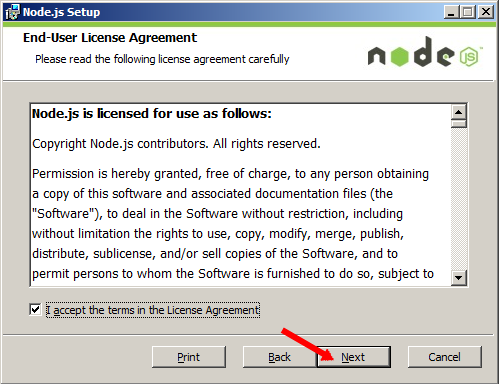 Node.js Setup
End-User License Agreement
Please read the following license agreement carefully
node
JS
Node.js is licensed for use as follows:
Copyright Node.js contributors. All rights reserved.
Permission is hereby granted, free of charge, to any person obtaining
a copy of this software and associated documentation files (the
"Software"), to deal in the Software without restriction, including
without limitation the rights to use, copy, modify, merge, publish,
distribute, sublicense, and/or sell copies of the Software, and to
permit persons to whom the Software is furnished to do so, subject to
I accept the terms in the License Agreement
Print Back Next Cancel